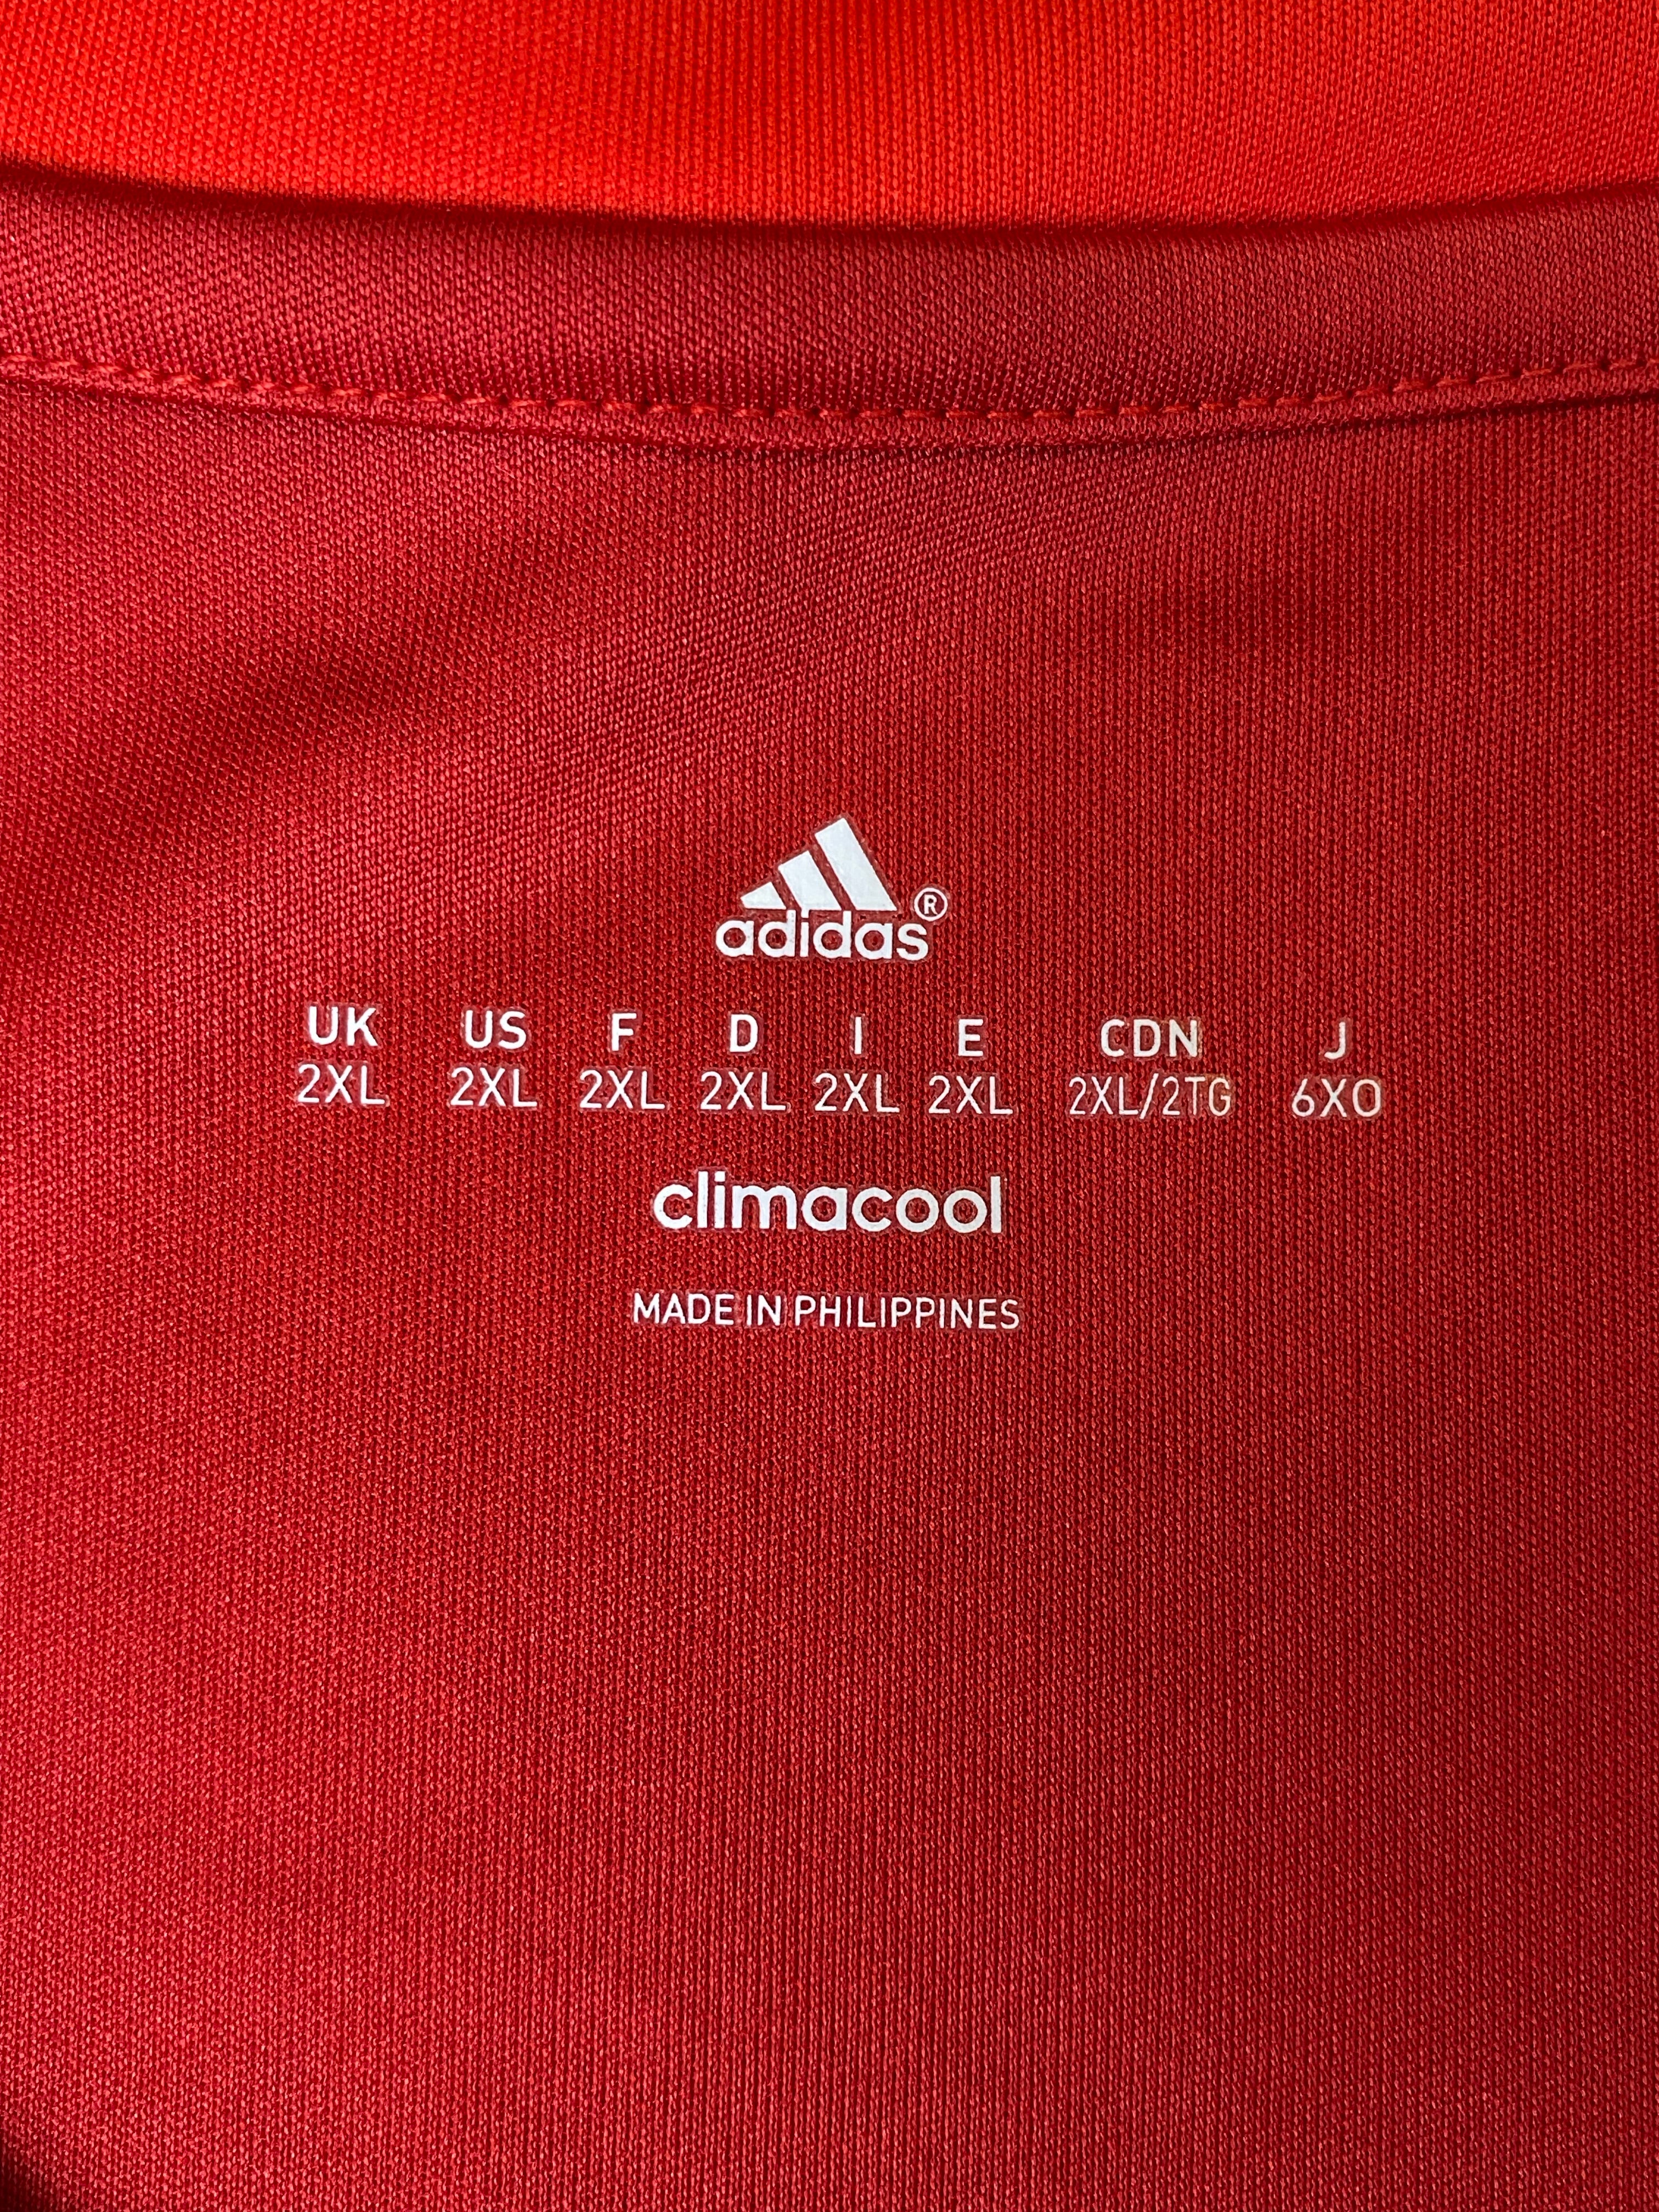 adidas®
UK US F D I E CDN J
2XL 2XL 2XL 2XL 2XL 2XL 2XL/2TG 6XO
climacool
MADE IN PHILIPPINES